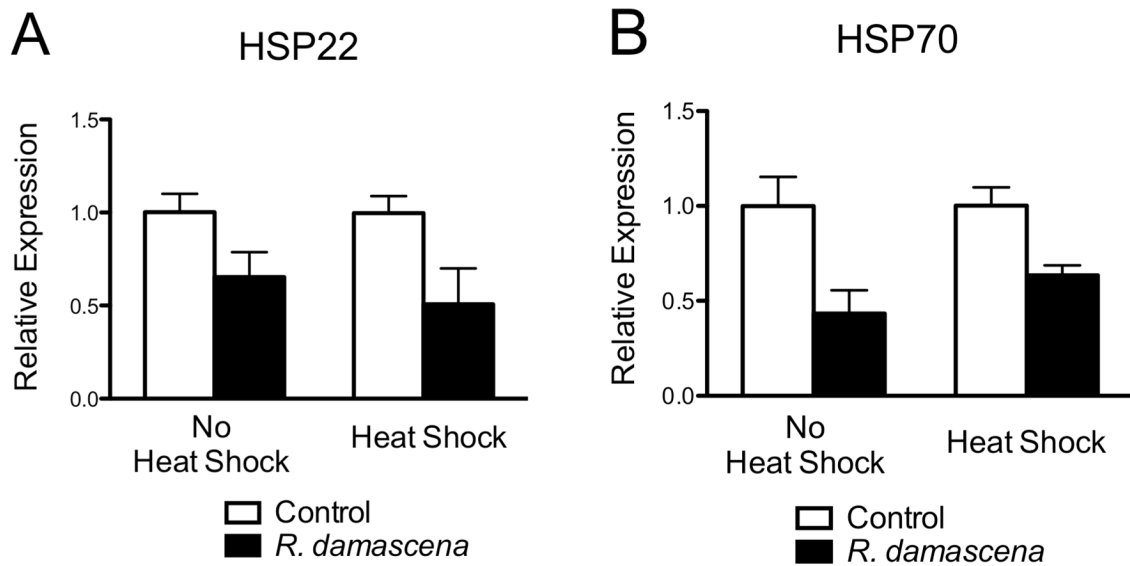 A
HSP22
Relative Expression
1.5
1.0
0.5
0.0
No
Heat Shock
Heat Shock
Control
R. damascena
B
HSP70
Relative Expression
1.5
1.0
0.5
0.0
No
Heat Shock
Heat Shock
Control
R. damascena